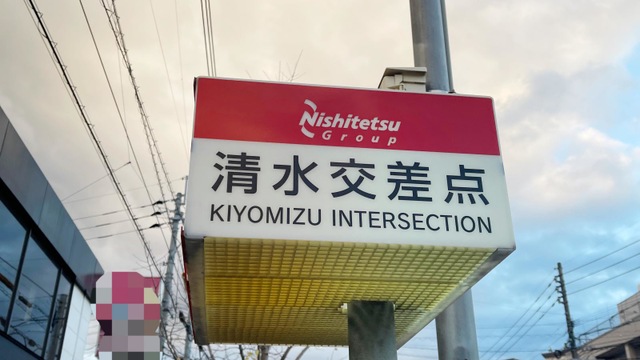 Nishitetsu
Group
清水交差点
KIYOMIZU INTERSECTION